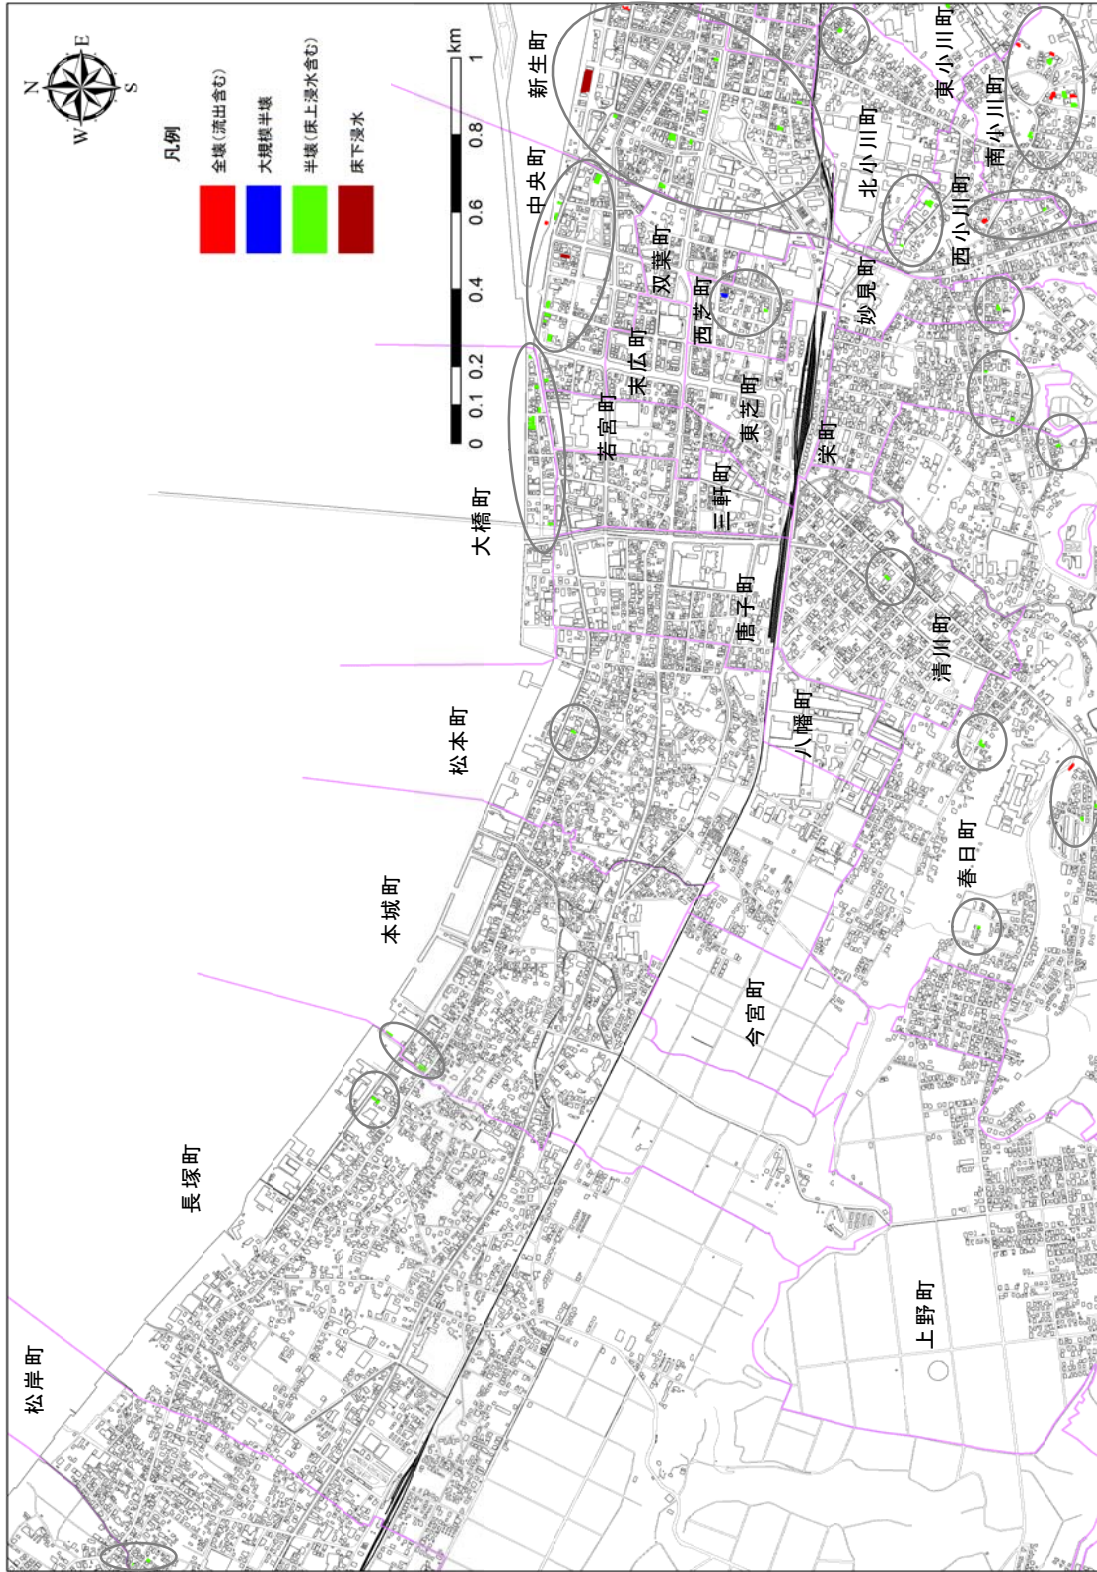 N
E
S
W
凡例
全壊(流出含む)
大規模半壊
半壊(床上浸水含む)
床下浸水
0 0.1 0.2 0.4 0.6 0.8 1
km
松岸町
長塚町
本城町
松本町
大橋町
中央町
新生町
若宮町
末広町
双葉町
西芝町
東芝町
三軒町
唐子町
栄町
妙見町
北小川町
東小川町
西小川町
南小川町
八幡町
清川町
今宮町
春日町
上野町